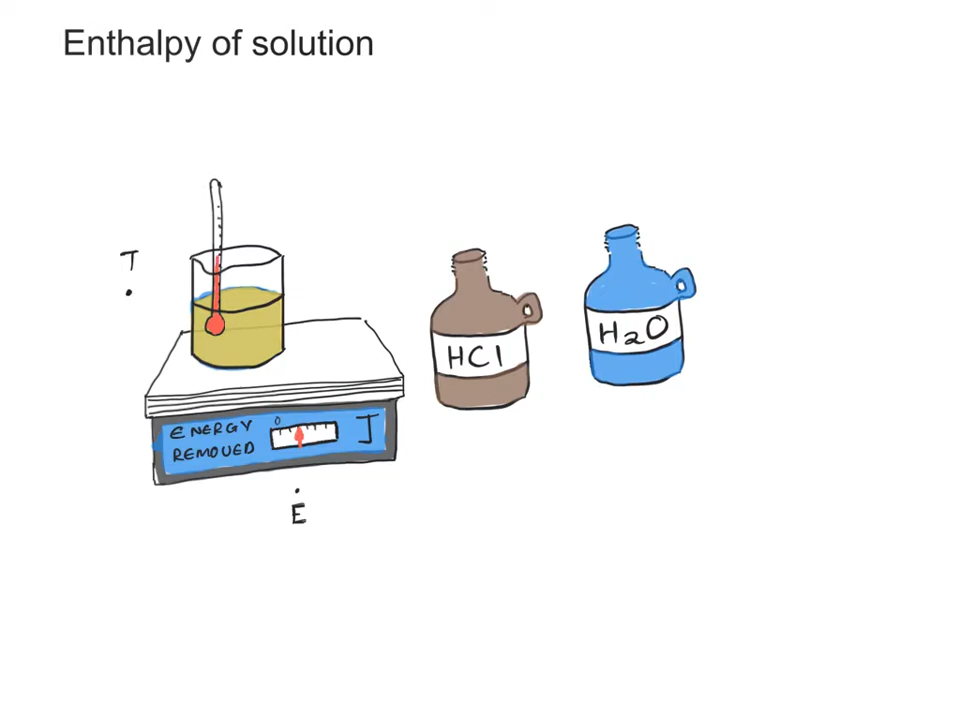 Enthalpy of solution
T
HCl
H2O
ENERGY
REMOVED
0
J
E